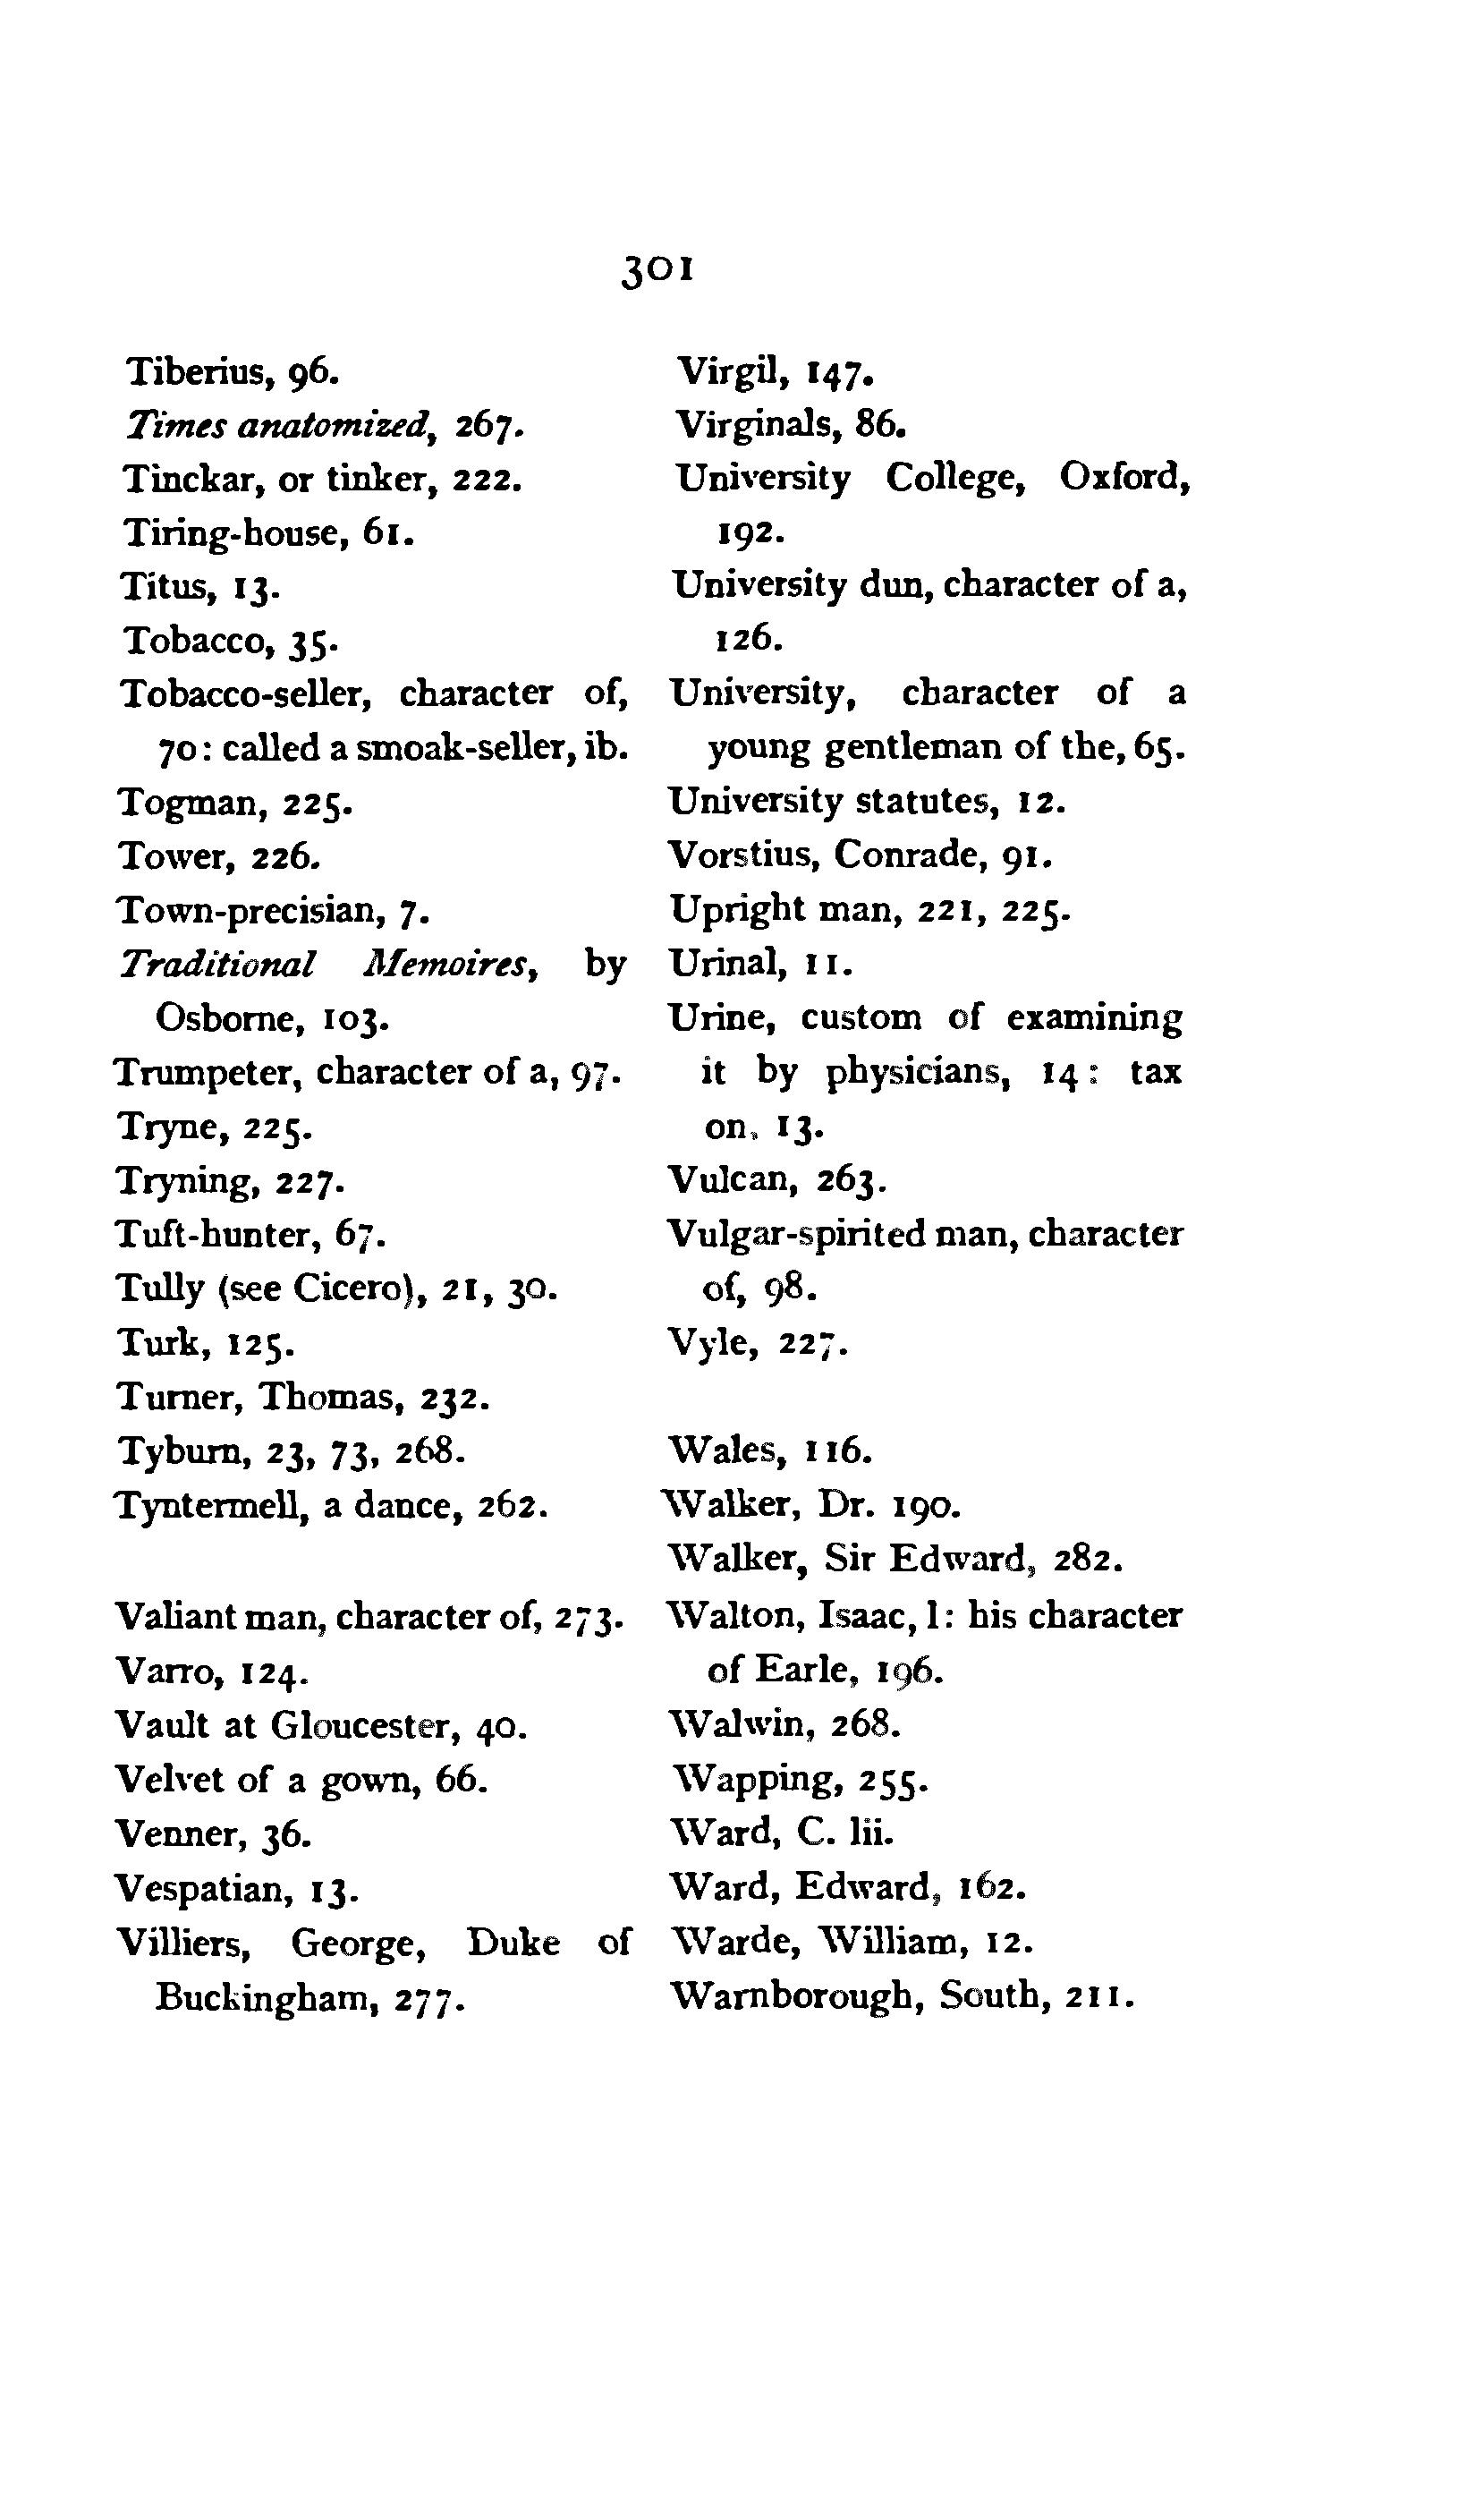 301
Tiberius, 96.
Times anatomized, 267.
Tinckar, or tinker, 222.
Tiring-house, 61.
Titus, 13.
Tobacco, 35.
Tobacco-seller, character of,
70: called a smoak-seller, ib.
Togman, 225.
Tower, 226.
Town-precisian, 7.
Traditional Memoires, by
Osborne, 103.
Trumpeter, character of a, 97.
Tryne, 225.
Tryning, 227.
Tuft-hunter, 67.
Tully (see Cicero), 21, 30.
Turk, 125.
Turner, Thomas, 232.
Tyburn, 23, 73, 268.
Tyntermell, a dance, 262.
Valiant man, character of, 273.
Varro, 124.
Vault at Gloucester, 40.
Velvet of a gown, 66.
Venner, 36.
Vespatian, 13.
Villiers, George, Duke of
Buckingham, 277.
Virgil, 147.
Virginals, 86.
University College, Oxford,
192.
University dun, character of a,
126.
University, character of a
young gentleman of the, 65.
University statutes, 12.
Vorstius, Conrade, 91.
Upright man, 221, 225.
Urinal, 11.
Urine, custom of examining
it by physicians, 14: tax
on, 13.
Vulcan, 263.
Vulgar-spirited man, character
of, 98.
Vyle, 227.
Wales, 116.
Walker, Dr. 190.
Walker, Sir Edward, 282.
Walton, Isaac, l: his character
of Earle, 196.
Walwin, 268.
Wapping, 255.
Ward, C. lii.
Ward, Edward, 162.
Warde, William, 12.
Warnborough, South, 211.